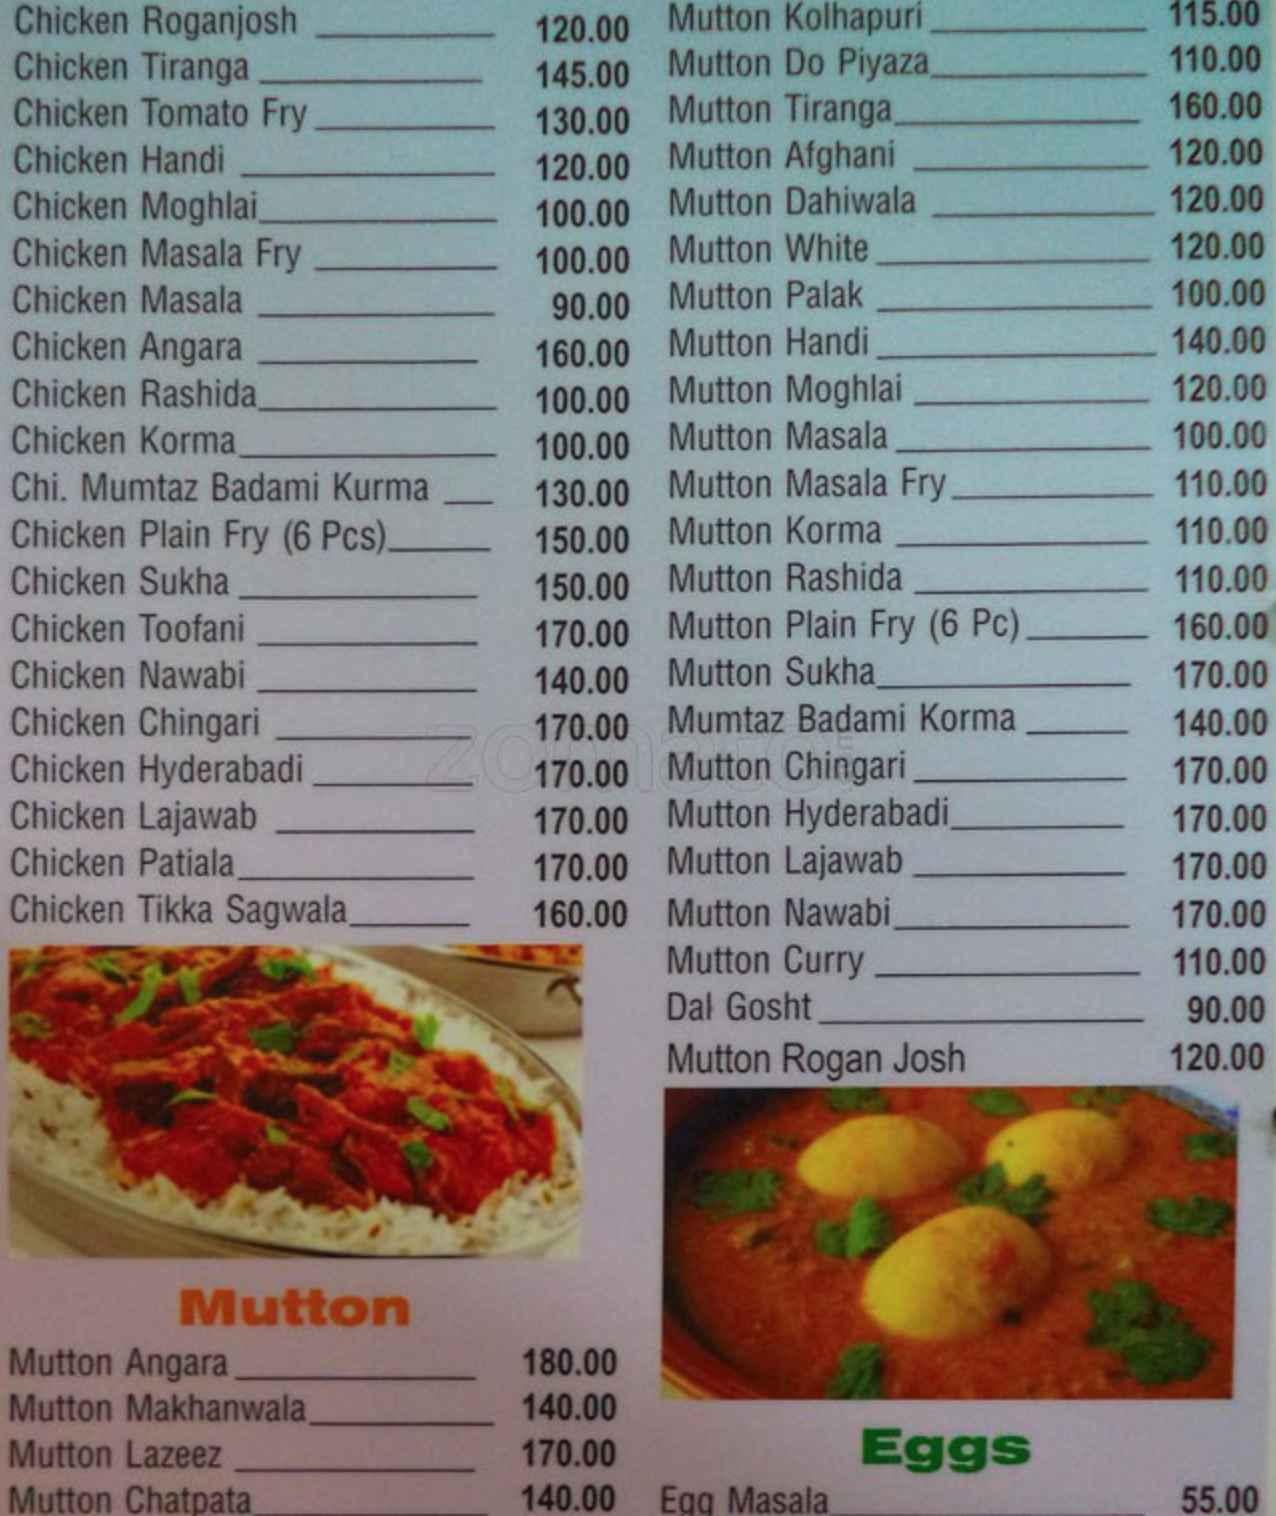 Chicken Roganjosh 120.00
Chicken Tiranga 145.00
Chicken Tomato Fry 130.00
Chicken Handi 120.00
Chicken Moghlai 100.00
Chicken Masala Fry 100.00
Chicken Masala 90.00
Chicken Angara 160.00
Chicken Rashida 100.00
Chicken Korma 100.00
Chi. Mumtaz Badami Kurma 130.00
Chicken Plain Fry (6 Pcs) 150.00
Chicken Sukha 150.00
Chicken Toofani 170.00
Chicken Nawabi 140.00
Chicken Chingari 170.00
Chicken Hyderabadi 170.00
Chicken Lajawab 170.00
Chicken Patiala 170.00
Chicken Tikka Sagwala 160.00
Mutton
Mutton Angara 180.00
Mutton Makhanwala 140.00
Mutton Lazeez 170.00
Mutton Chatpata 140.00
Mutton Kolhapuri 115.00
Mutton Do Piyaza 110.00
Mutton Tiranga 160.00
Mutton Afghani 120.00
Mutton Dahiwala 120.00
Mutton White 120.00
Mutton Palak 100.00
Mutton Handi 140.00
Mutton Moghlai 120.00
Mutton Masala 100.00
Mutton Masala Fry 110.00
Mutton Korma 110.00
Mutton Rashida 110.00
Mutton Plain Fry (6 Pc) 160.00
Mutton Sukha 170.00
Mumtaz Badami Korma 140.00
Mutton Chingari 170.00
Mutton Hyderabadi 170.00
Mutton Lajawab 170.00
Mutton Nawabi 170.00
Mutton Curry 110.00
Dal Gosht 90.00
Mutton Rogan Josh 120.00
Eggs
Egg Masala 55.00
zomato